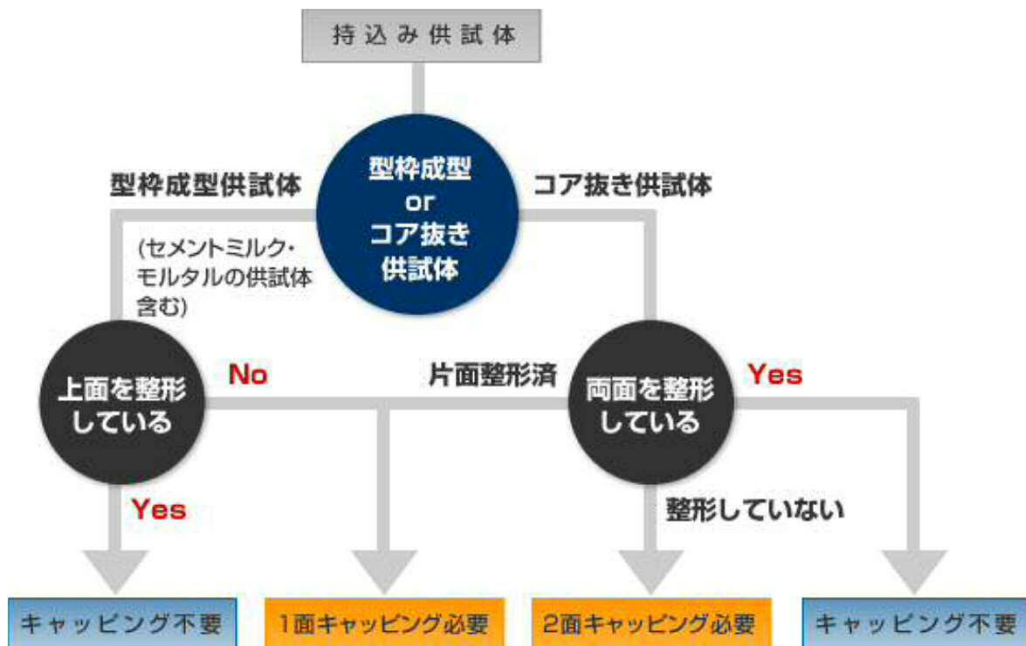 持込み供試体
型枠成型
or
コア抜き
供試体
型枠成型供試体
コア抜き供試体
(セメントミルク・
モルタルの供試体
含む)
上面を整形
している
No
片面整形済
両面を整形
している
Yes
Yes
整形していない
キャッピング不要
1面キャッピング必要
2面キャッピング必要
キャッピング不要